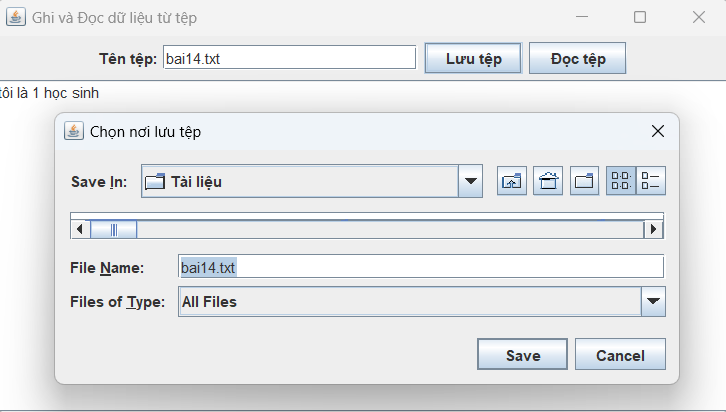 Ghi và Đọc dữ liệu từ tệp
Tên tệp: bai14.txt Lưu tệp Đọc tệp
tôi là 1 học sinh
Chọn nơi lưu tệp
Save In: Tài liệu
File Name: bai14.txt
Files of Type: All Files
Save Cancel